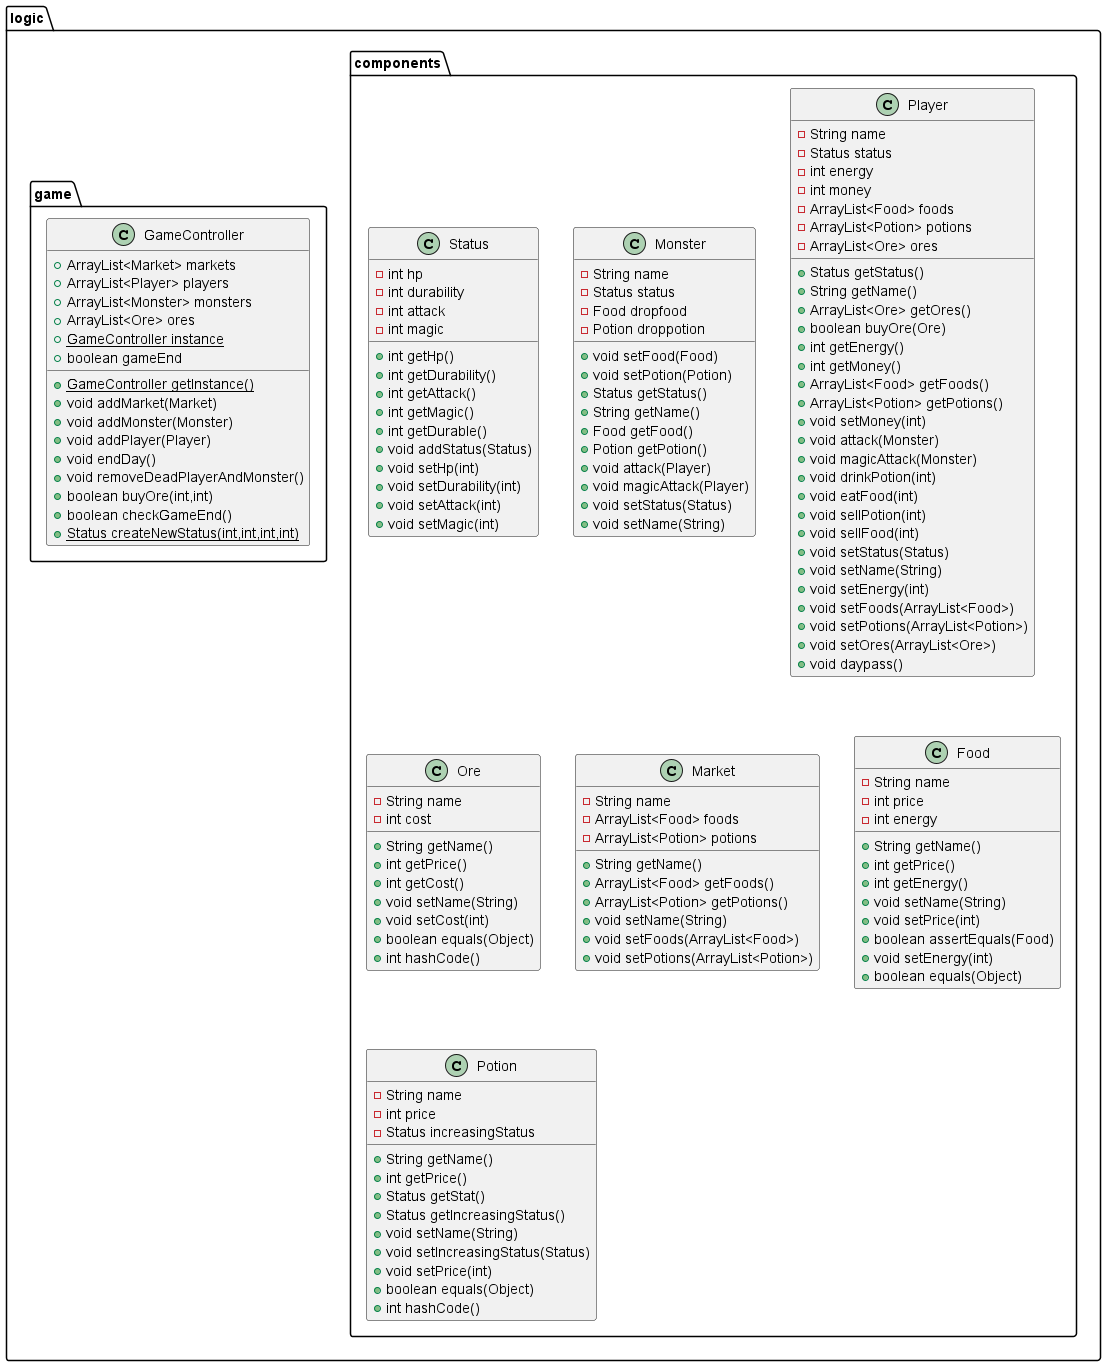 logic
components
game
C GameController
ArrayList<Market> markets
ArrayList<Player> players
ArrayList<Monster> monsters
ArrayList<Ore> ores
GameController instance
boolean gameEnd
GameController getInstance()
void addMarket(Market)
void addMonster(Monster)
void addPlayer(Player)
void endDay()
void removeDeadPlayerAndMonster()
boolean buyOre(int,int)
boolean checkGameEnd()
Status createNewStatus(int,int,int,int)
C Status
int hp
int durability
int attack
int magic
int getHp()
int getDurability()
int getAttack()
int getMagic()
int getDurable()
void addStatus(Status)
void setHp(int)
void setDurability(int)
void setAttack(int)
void setMagic(int)
C Monster
String name
Status status
Food dropfood
Potion droppotion
void setFood(Food)
void setPotion(Potion)
Status getStatus()
String getName()
Food getFood()
Potion getPotion()
void attack(Player)
void magicAttack(Player)
void setStatus(Status)
void setName(String)
C Player
String name
Status status
int energy
int money
ArrayList<Food> foods
ArrayList<Potion> potions
ArrayList<Ore> ores
Status getStatus()
String getName()
ArrayList<Ore> getOres()
boolean buyOre(Ore)
int getEnergy()
int getMoney()
ArrayList<Food> getFoods()
ArrayList<Potion> getPotions()
void setMoney(int)
void attack(Monster)
void magicAttack(Monster)
void drinkPotion(int)
void eatFood(int)
void sellPotion(int)
void sellFood(int)
void setStatus(Status)
void setName(String)
void setEnergy(int)
void setFoods(ArrayList<Food>)
void setPotions(ArrayList<Potion>)
void setOres(ArrayList<Ore>)
void daypass()
C Ore
String name
int cost
String getName()
int getPrice()
int getCost()
void setName(String)
void setCost(int)
boolean equals(Object)
int hashCode()
C Market
String name
ArrayList<Food> foods
ArrayList<Potion> potions
String getName()
ArrayList<Food> getFoods()
ArrayList<Potion> getPotions()
void setName(String)
void setFoods(ArrayList<Food>)
void setPotions(ArrayList<Potion>)
C Food
String name
int price
int energy
String getName()
int getPrice()
int getEnergy()
void setName(String)
void setPrice(int)
boolean assertEquals(Food)
void setEnergy(int)
boolean equals(Object)
C Potion
String name
int price
Status increasingStatus
String getName()
int getPrice()
Status getStat()
Status getIncreasingStatus()
void setName(String)
void setIncreasingStatus(Status)
void setPrice(int)
boolean equals(Object)
int hashCode()